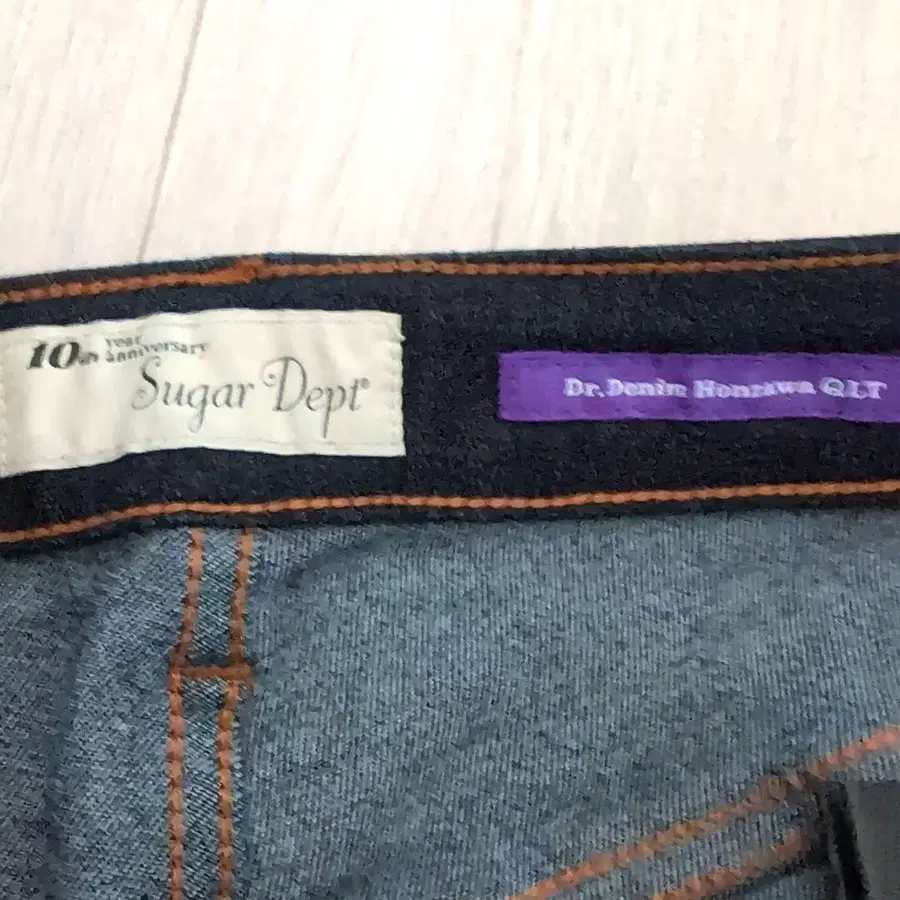 10th year anniversary
Sugar Dept®
Dr.Denim Honzawa QLT